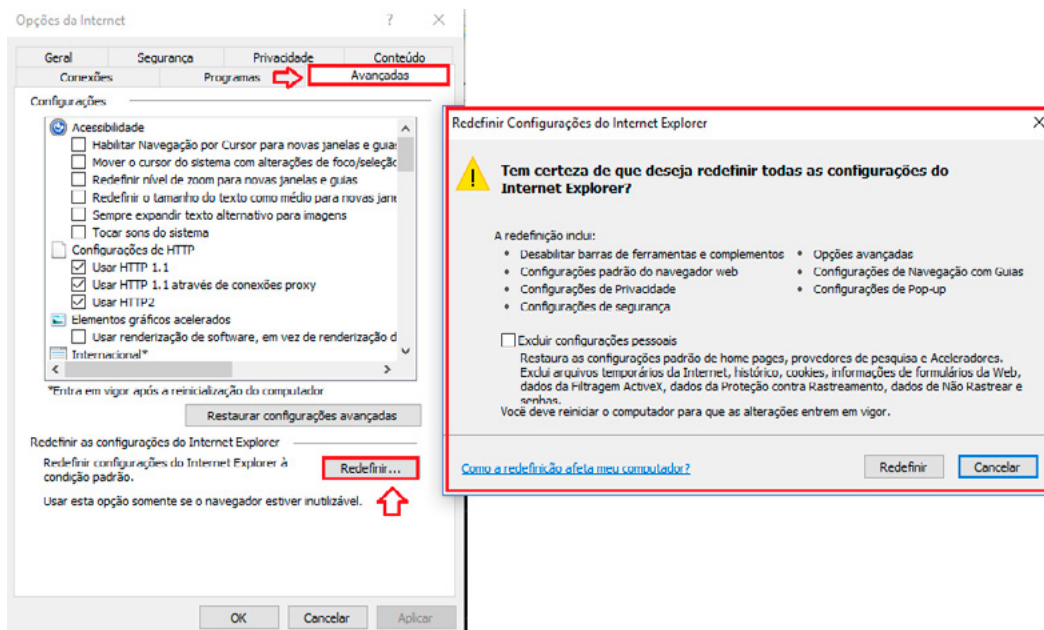 Opções da Internet
?
Geral
Segurança
Privacidade
Conteúdo
Conexões
Programas
Avançadas
Configurações
Acessibilidade
Habilitar Navegação por Cursor para novas janelas e guias
Mover o cursor do sistema com alterações de foco/seleção
Redefinir nível de zoom para novas janelas e guias
Redefinir o tamanho do texto como médio para novas jane
Sempre expandir texto alternativo para imagens
Tocar sons do sistema
Configurações de HTTP
Usar HTTP 1.1
Usar HTTP 1.1 através de conexões proxy
Usar HTTP2
Elementos gráficos acelerados
Usar renderização de software, em vez de renderização d
Internacional*
*Entra em vigor após a reinicialização do computador
Restaurar configurações avançadas
Redefinir as configurações do Internet Explorer
Redefinir configurações do Internet Explorer à
condição padrão.
Redefinir...
Usar esta opção somente se o navegador estiver inutilizável.
OK
Cancelar
Aplicar
Redefinir Configurações do Internet Explorer
Tem certeza de que deseja redefinir todas as configurações do
Internet Explorer?
A redefinição inclui:
• Desabilitar barras de ferramentas e complementos
• Configurações padrão do navegador web
• Configurações de Privacidade
• Configurações de segurança
• Opções avançadas
• Configurações de Navegação com Guias
• Configurações de Pop-up
Excluir configurações pessoais
Restaura as configurações padrão de home pages, provedores de pesquisa e Aceleradores.
Exclui arquivos temporários da Internet, histórico, cookies, informações de formulários da Web,
dados da Filtragem ActiveX, dados da Proteção contra Rastreamento, dados de Não Rastrear e
senhas.
Você deve reiniciar o computador para que as alterações entrem em vigor.
Como a redefinição afeta meu computador?
Redefinir
Cancelar